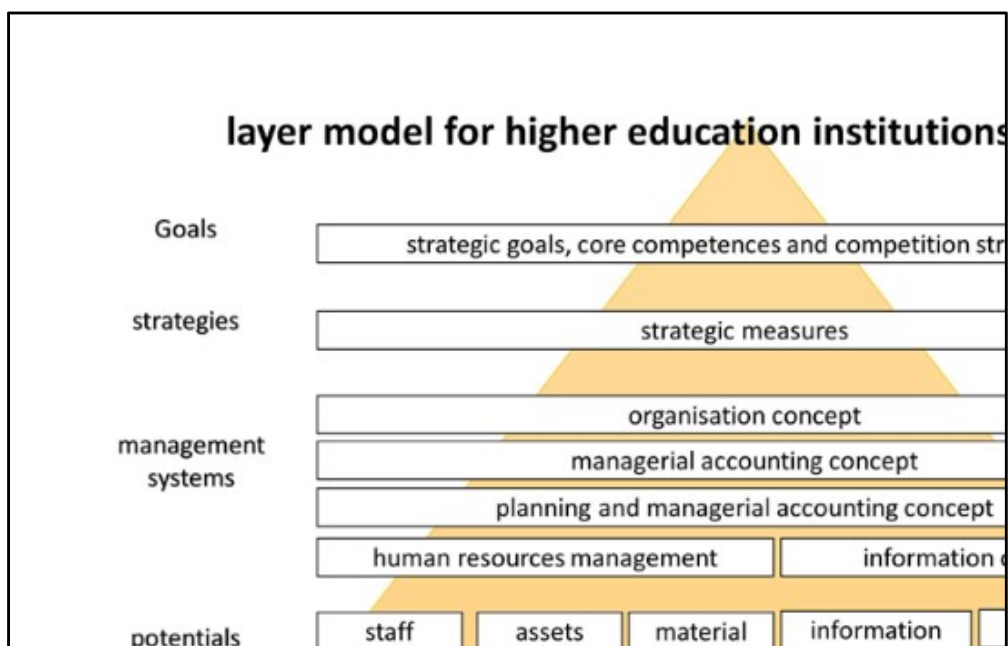 layer model for higher education institutions
Goals
strategic goals, core competences and competition
strategies
strategic measures
management
systems
organisation concept
managerial accounting concept
planning and managerial accounting concept
human resources management
information
potentials
staff
assets
material
information